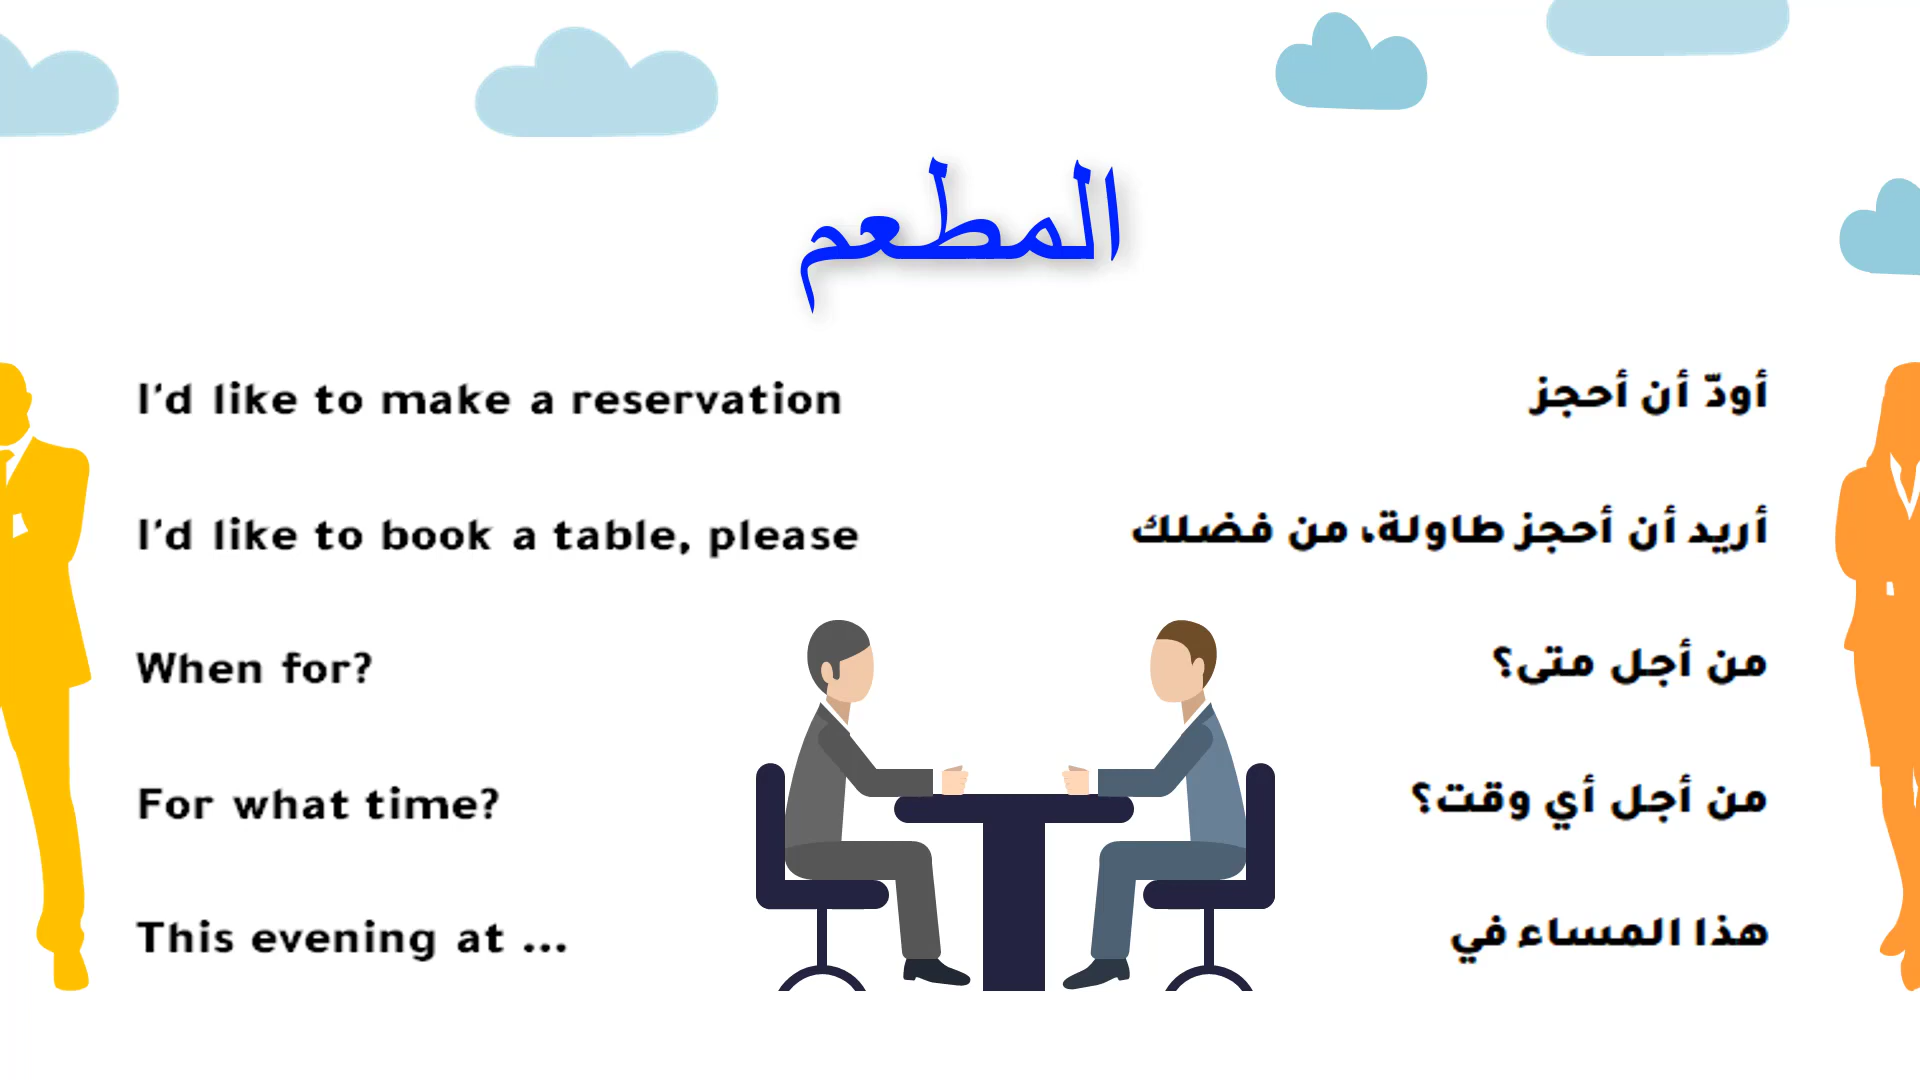 المطعم
I'd like to make a reservation
أودّ أن أحجز
I'd like to book a table, please
أريد أن أحجز طاولة، من فضلك
When for?
من أجل متى؟
For what time?
من أجل أي وقت؟
This evening at ...
هذا المساء في